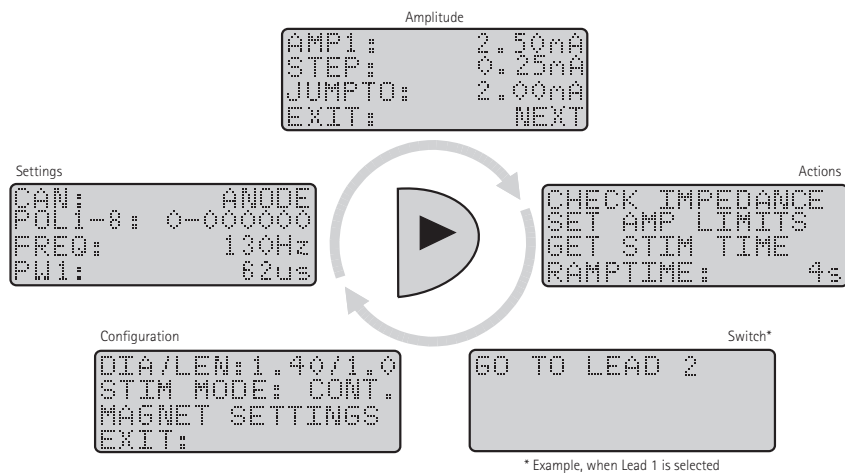 Amplitude
AMP1: 2.50mA
STEP: 0.25mA
JUMPTO: 2.00mA
EXIT: NEXT
Settings
CAN: ANODE
POL1-8: 0-000000
FREQ: 130Hz
PW1: 62us
Actions
CHECK IMPEDANCE
SET AMP LIMITS
GET STIM TIME
RAMPTIME: 4s
Configuration
DIA/LEN:1.40/1.0
STIM MODE: CONT.
MAGNET SETTINGS
EXIT:
Switch*
GO TO LEAD 2
* Example, when Lead 1 is selected